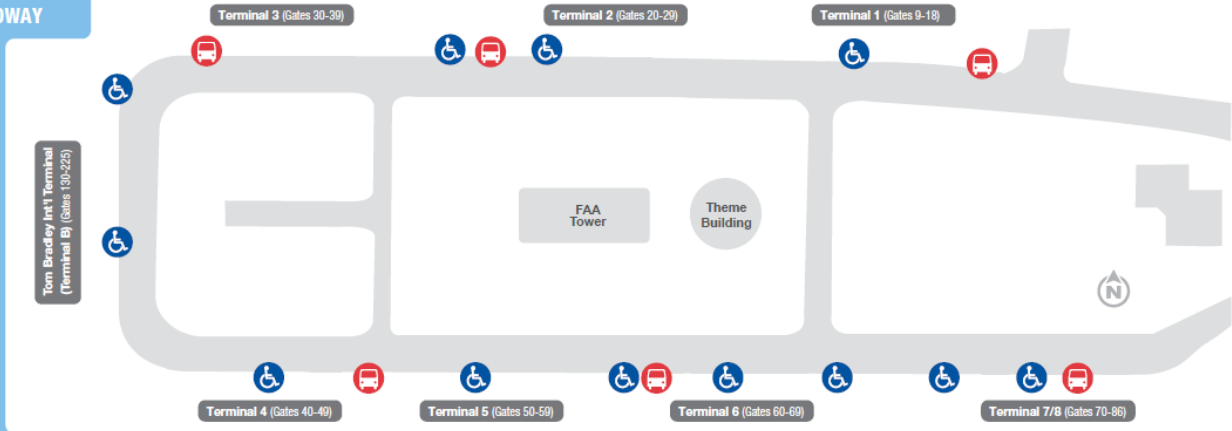 Terminal 3 (Gates 30-39)
Terminal 2 (Gates 20-29)
Terminal 1 (Gates 9-18)
Tom Bradley Int'l Terminal
(Terminal B) (Gates 130-225)
FAA
Tower
Theme
Building
N
Terminal 4 (Gates 40-49)
Terminal 5 (Gates 50-59)
Terminal 6 (Gates 60-69)
Terminal 7/8 (Gates 70-86)